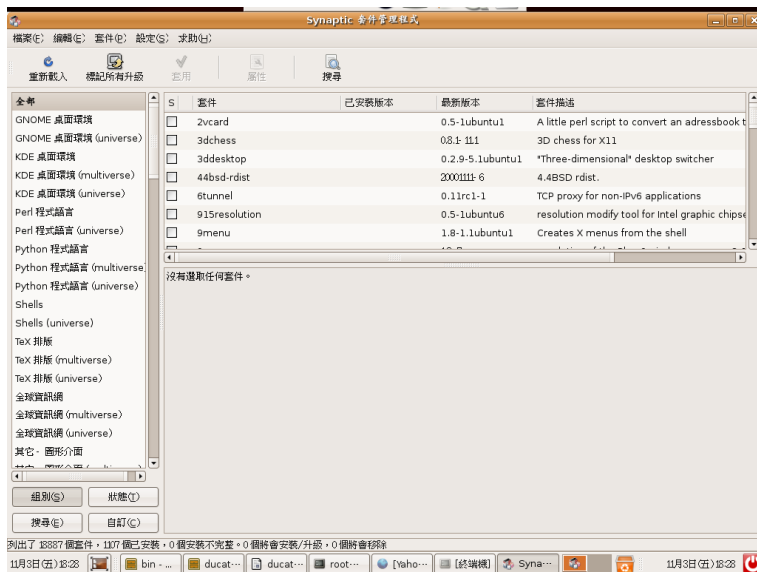 Synaptic 套件管理程式
檔案(F) 編輯(E) 套件(P) 設定(S) 求助(H)
重新載入 標記所有升級 套用 屬性 搜尋
全部
GNOME 桌面環境
GNOME 桌面環境 (universe)
KDE 桌面環境
KDE 桌面環境 (multiverse)
KDE 桌面環境 (universe)
Perl 程式語言
Perl 程式語言 (universe)
Python 程式語言
Python 程式語言 (multiverse
Python 程式語言 (universe)
Shells
Shells (universe)
TeX 排版
TeX 排版 (multiverse)
TeX 排版 (universe)
全球資訊網
全球資訊網 (multiverse)
全球資訊網 (universe)
其它 - 圖形介面
組別(S) 狀態(T)
搜尋(E) 自訂(C)
S 套件 已安裝版本 最新版本 套件描述
2vcard 0.5-1ubuntu1 A little perl script to convert an adressbook t
3dchess 0.8.1-11.1 3D chess for X11
3ddesktop 0.2.9-5.1ubuntu1 "Three-dimensional" desktop switcher
44bsd-rdist 20001111-6 4.4BSD rdist.
6tunnel 0.11rc1-1 TCP proxy for non-IPv6 applications
915resolution 0.5-1ubuntu6 resolution modify tool for Intel graphic chipse
9menu 1.8-1.1ubuntu1 Creates X menus from the shell
沒有選取任何套件。
列出了 18887 個套件，1107 個已安裝，0 個安裝不完整。0 個將會安裝/升級，0 個將會移除
11月3日(五)18:28 bin - ... ducat... ducat... root... [Yaho... [終端機] Syna... 11月3日(五)18:28